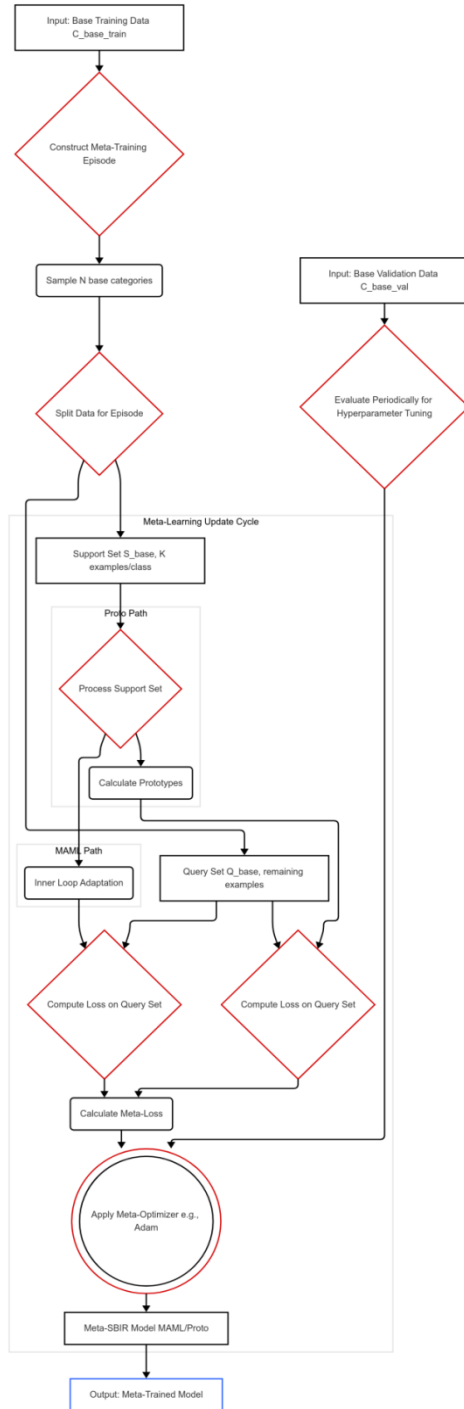 Input: Base Training Data
C_base_train
Construct Meta-Training
Episode
Sample N base categories
Input: Base Validation Data
C_base_val
Split Data for Episode
Evaluate Periodically for
Hyperparameter Tuning
Meta-Learning Update Cycle
Support Set S_base, K
examples/class
Proto Path
Process Support Set
Calculate Prototypes
MAML Path
Inner Loop Adaptation
Query Set Q_base, remaining
examples
Compute Loss on Query Set
Compute Loss on Query Set
Calculate Meta-Loss
Apply Meta-Optimizer e.g.,
Adam
Meta-SBIR Model MAML/Proto
Output: Meta-Trained Model